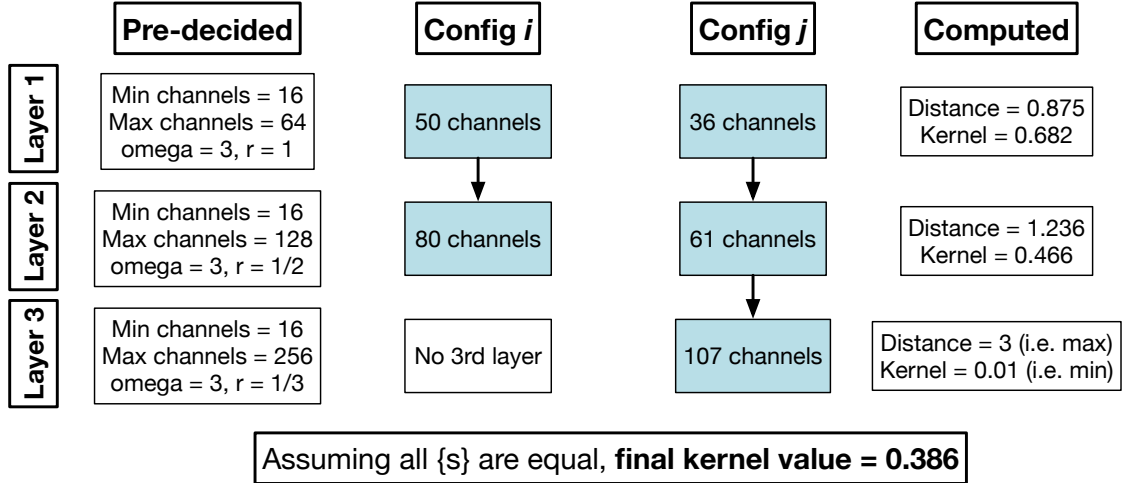 Pre-decided
Config i
Config j
Computed
Layer 1
Min channels = 16
Max channels = 64
omega = 3, r = 1
50 channels
36 channels
Distance = 0.875
Kernel = 0.682
Layer 2
Min channels = 16
Max channels = 128
omega = 3, r = 1/2
80 channels
61 channels
Distance = 1.236
Kernel = 0.466
Layer 3
Min channels = 16
Max channels = 256
omega = 3, r = 1/3
No 3rd layer
107 channels
Distance = 3 (i.e. max)
Kernel = 0.01 (i.e. min)
Assuming all {s} are equal, final kernel value = 0.386